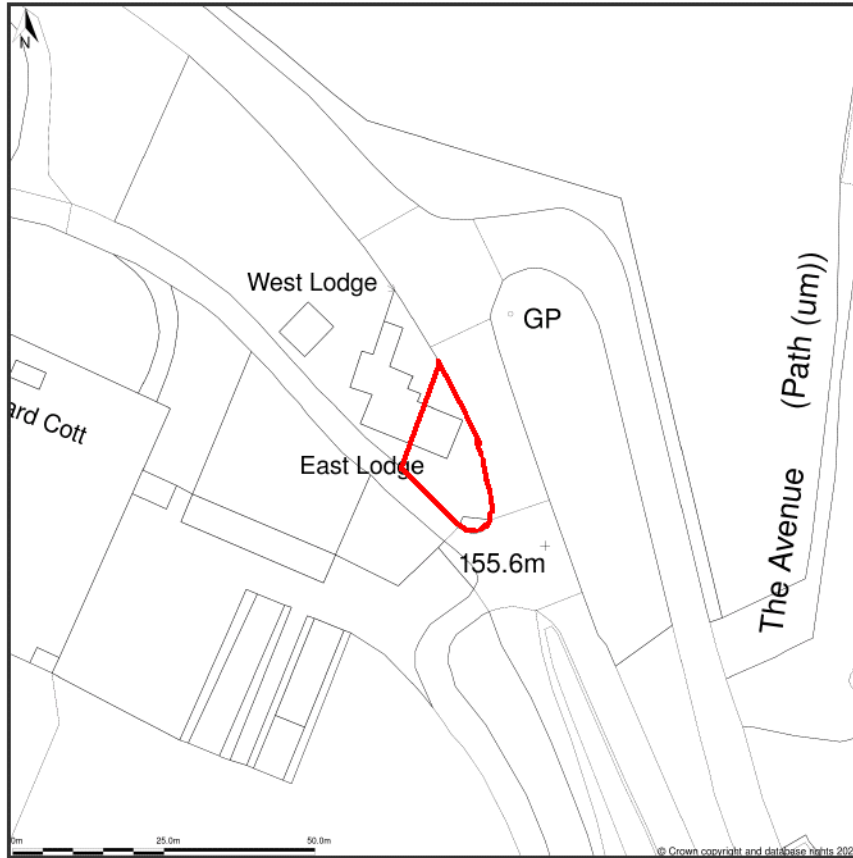 N
West Lodge
GP
The Avenue (Path (um))
ard Cott
East Lodge
155.6m
0m 25.0m 50.0m
© Crown copyright and database rights 202